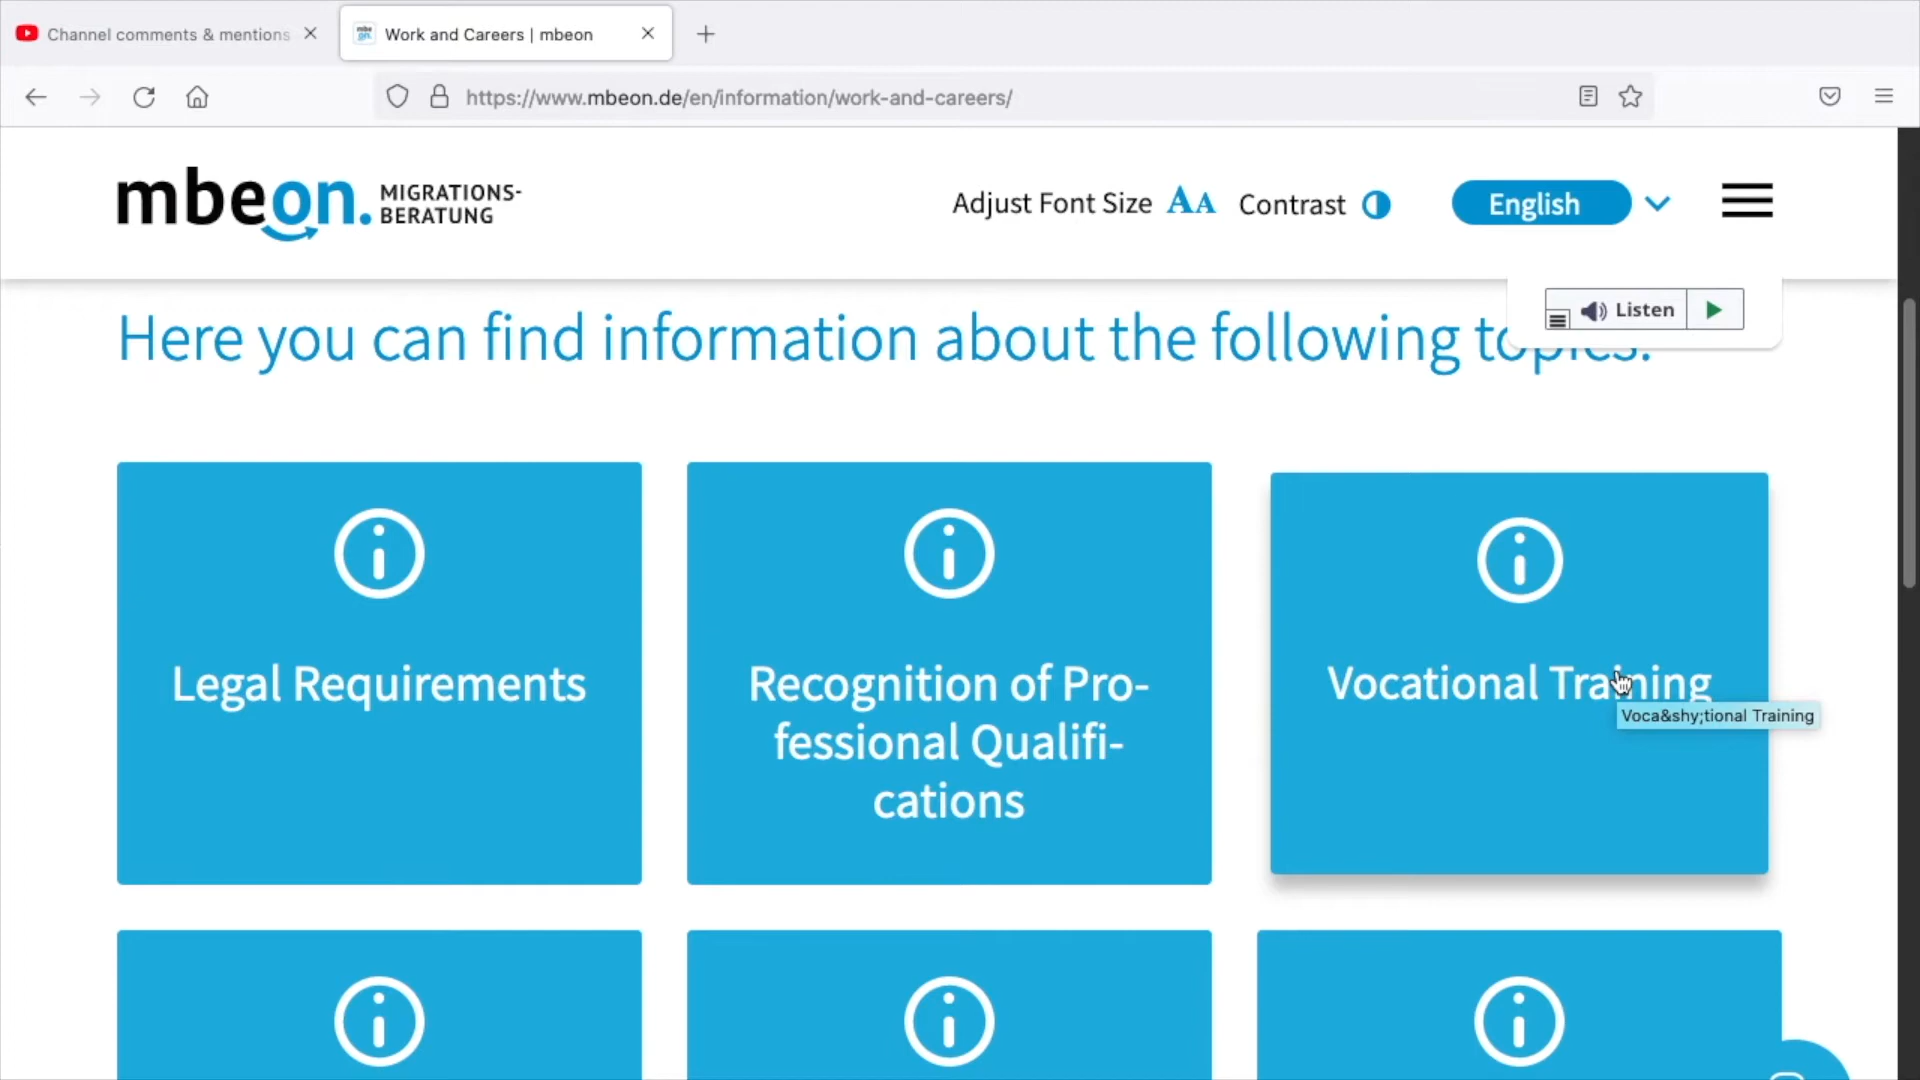 Channel comments & mentions
Work and Careers | mbeon
https://www.mbeon.de/en/information/work-and-careers/
mbeon. MIGRATIONS-
BERATUNG
Adjust Font Size AA Contrast English
Listen
Here you can find information about the following topics:
Legal Requirements
Recognition of Pro-
fessional Qualifi-
cations
Vocational Training
Voca&shy;tional Training